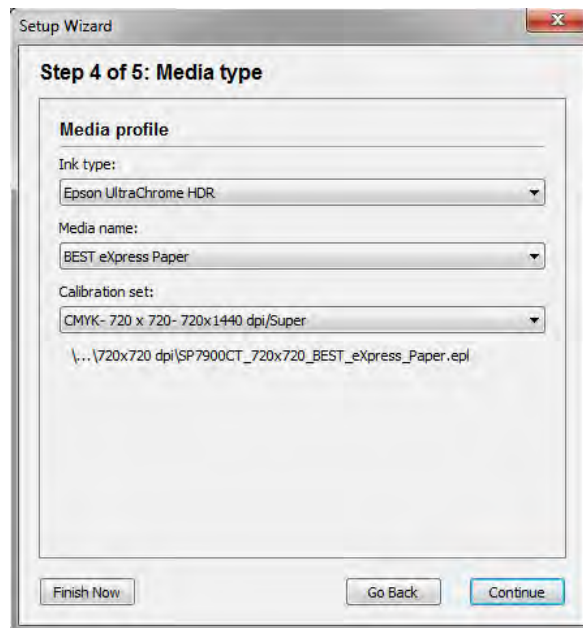 Setup Wizard
Step 4 of 5: Media type
Media profile
Ink type:
Epson UltraChrome HDR
Media name:
BEST eXpress Paper
Calibration set:
CMYK- 720 x 720- 720x1440 dpi/Super
\...\720x720 dpi\SP7900CT_720x720_BEST_eXpress_Paper.epl
Finish Now Go Back Continue